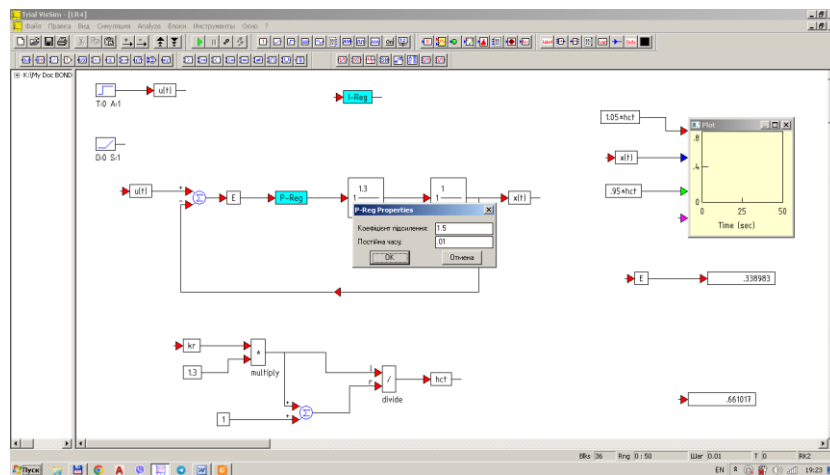 Trial VisSim - [LR4]
Файл Правка Вид Симуляция Analyze Блоки Инструменты Окно ?
K:\My Doc BOND
T:0 A:1
u(t)
I-Reg
D:0 S:1
u(t)
E
P-Reg
1.3
1
1
1
x(t)
P-Reg Properties
Коефіцієнт підсилення:
1.5
Постійна часу:
.01
OK
Отмена
1.05*hct
x(t)
.95*hct
Plot
.8
.4
0
0
25
50
Time (sec)
E
.338983
.661017
kr
1.3
*
multiply
1
l
r
/
divide
hct
Blks 36
Rng 0 : 50
Шаг 0.01
T 0
RK2
Пуск
EN
19:23